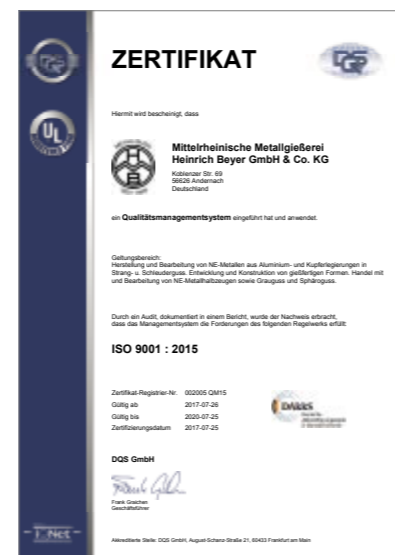 ZERTIFIKAT
DQS
UL
Hiermit wird bescheinigt, dass
Mittelrheinische Metallgießerei
Heinrich Beyer GmbH & Co. KG
Koblenzer Str. 69
56626 Andernach
Deutschland
ein Qualitätsmanagementsystem eingeführt hat und anwendet.
Geltungsbereich:
Herstellung und Bearbeitung von NE-Metallen aus Aluminium- und Kupferlegierungen in
Strang- u. Schleuderguss. Entwicklung und Konstruktion von gießfertigen Formen. Handel mit
und Bearbeitung von NE-Metallhalbzeugen sowie Grauguss und Sphäroguss.
Durch ein Audit, dokumentiert in einem Bericht, wurde der Nachweis erbracht,
dass das Managementsystem die Forderungen des folgenden Regelwerks erfüllt:
ISO 9001 : 2015
Zertifikat-Registrier-Nr. 002005 QM15
Gültig ab 2017-07-26
Gültig bis 2020-07-25
Zertifizierungsdatum 2017-07-25
DAkkS
DQS GmbH
Frank Graichen
Geschäftsführer
Akkreditierte Stelle: DQS GmbH, August-Schanz-Straße 21, 60433 Frankfurt am Main
- I Net -